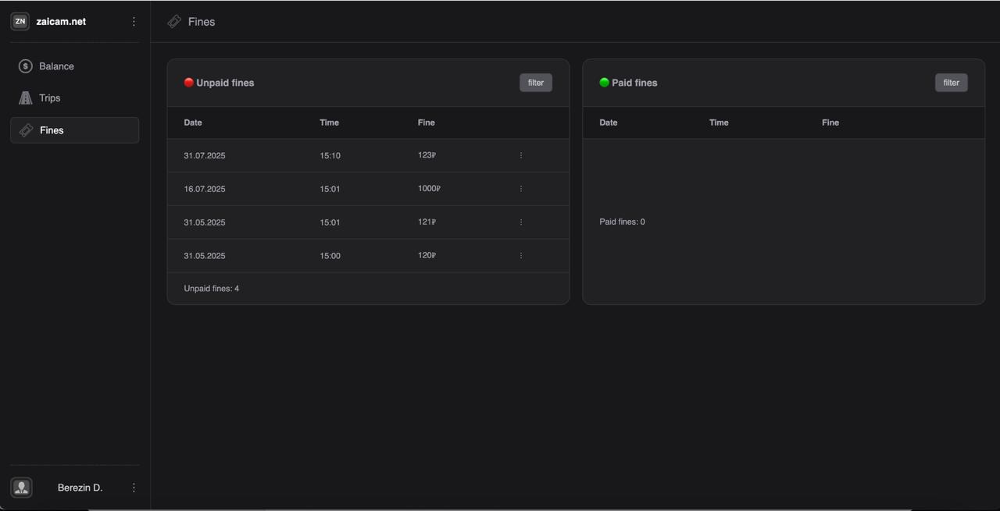 ZN zaicam.net
Balance
Trips
Fines
Berezin D.
Fines
Unpaid fines filter
Date Time Fine
31.07.2025 15:10 123₽
16.07.2025 15:01 1000₽
31.05.2025 15:01 121₽
31.05.2025 15:00 120₽
Unpaid fines: 4
Paid fines filter
Date Time Fine
Paid fines: 0